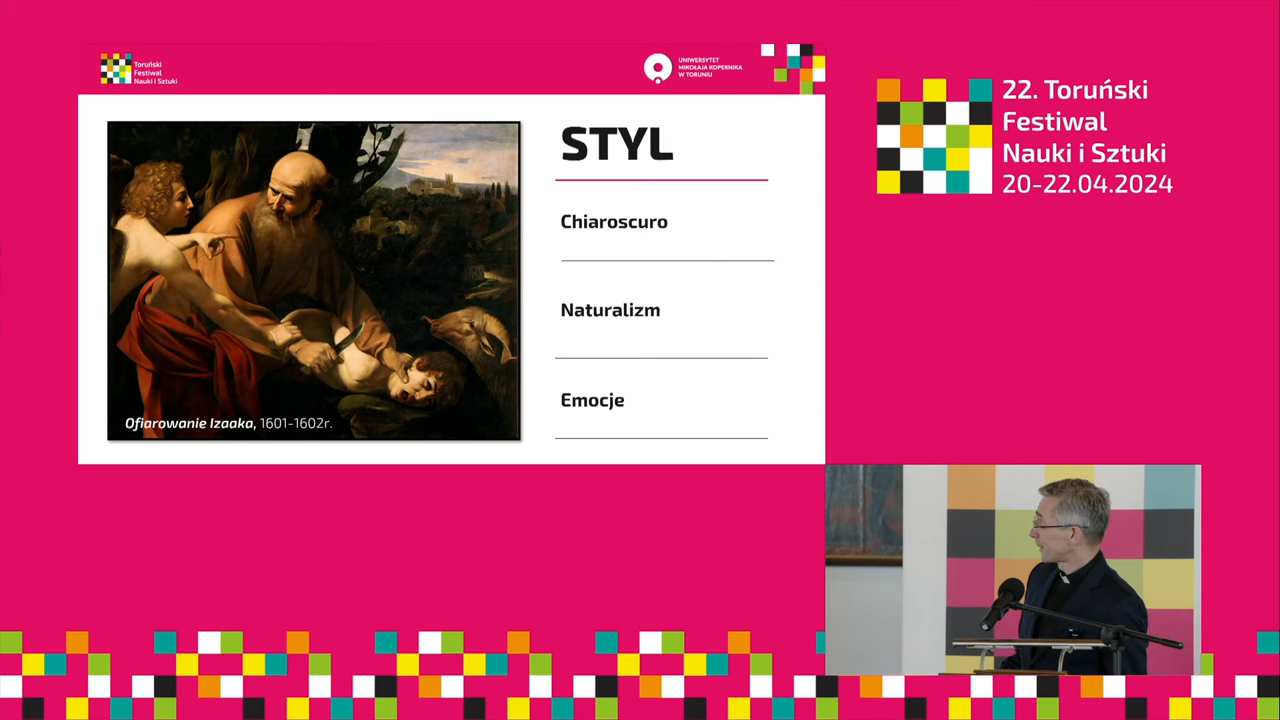 Toruński
Festiwal
Nauki i Sztuki
UNIWERSYTET
MIKOŁAJA KOPERNIKA
W TORUNIU
STYL
Chiaroscuro
Naturalizm
Emocje
Ofiarowanie Izaaka, 1601-1602r.
22. Toruński
Festiwal
Nauki i Sztuki
20-22.04.2024